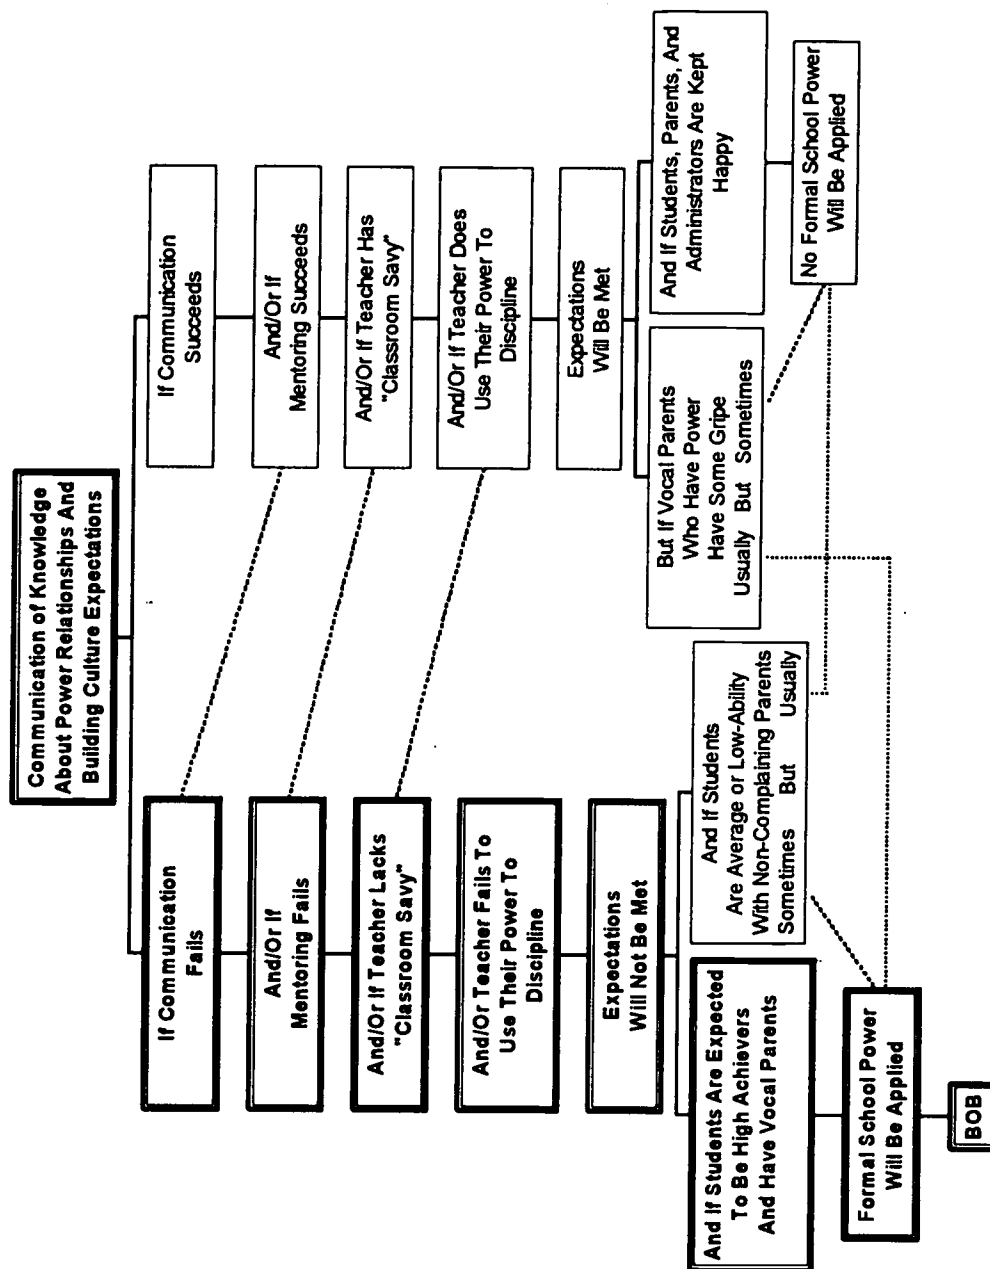 Communication of Knowledge
About Power Relationships And
Building Culture Expectations
If Communication
Fails
And/Or If
Mentoring Fails
And/Or If Teacher Lacks
"Classroom Savy"
And/Or Teacher Fails To
Use Their Power To
Discipline
Expectations
Will Not Be Met
And If Students Are Expected
To Be High Achievers
And Have Vocal Parents
And If Students
Are Average or Low-Ability
With Non-Complaining Parents
Sometimes But Usually
Formal School Power
Will Be Applied
BOB
If Communication
Succeeds
And/Or If
Mentoring Succeeds
And/Or If Teacher Has
"Classroom Savy"
And/Or If Teacher Does
Use Their Power To
Discipline
Expectations
Will Be Met
But If Vocal Parents
Who Have Power
Have Some Gripe
Usually But Sometimes
And If Students, Parents, And
Administrators Are Kept
Happy
No Formal School Power
Will Be Applied